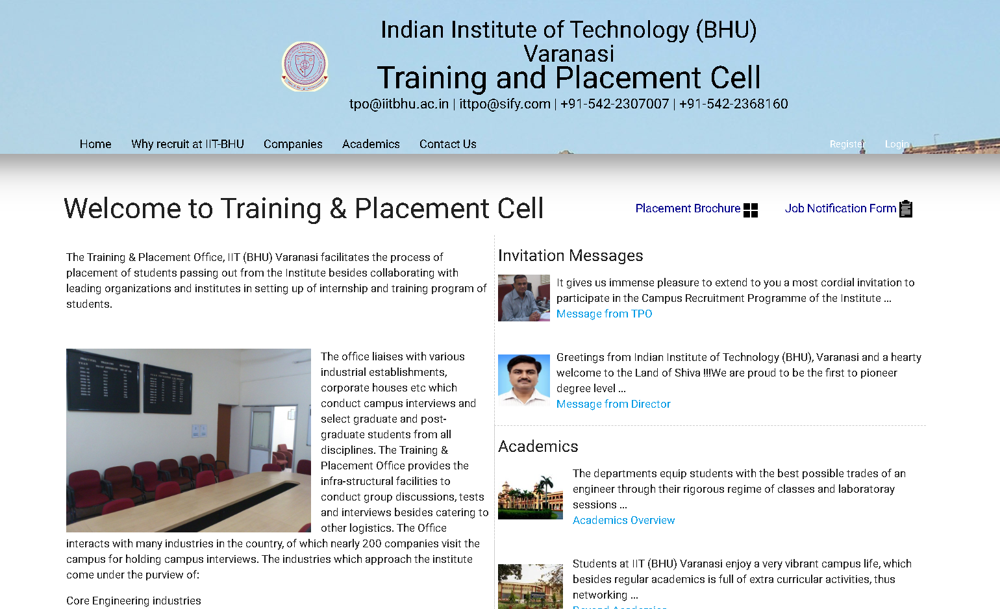 Indian Institute of Technology (BHU)
Varanasi
Training and Placement Cell
tpo@iitbhu.ac.in | ittpo@sify.com | +91-542-2307007 | +91-542-2368160
Home Why recruit at IIT-BHU Companies Academics Contact Us Register Login
Welcome to Training & Placement Cell
Placement Brochure Job Notification Form
The Training & Placement Office, IIT (BHU) Varanasi facilitates the process of
placement of students passing out from the Institute besides collaborating with
leading organizations and institutes in setting up of internship and training program of
students.
The office liaises with various
industrial establishments,
corporate houses etc which
conduct campus interviews and
select graduate and post-
graduate students from all
disciplines. The Training &
Placement Office provides the
infra-structural facilities to
conduct group discussions, tests
and interviews besides catering to
other logistics. The Office
interacts with many industries in the country, of which nearly 200 companies visit the
campus for holding campus interviews. The industries which approach the institute
come under the purview of:
Core Engineering industries
Invitation Messages
It gives us immense pleasure to extend to you a most cordial invitation to
participate in the Campus Recruitment Programme of the Institute ...
Message from TPO
Greetings from Indian Institute of Technology (BHU), Varanasi and a hearty
welcome to the Land of Shiva !!!We are proud to be the first to pioneer
degree level ...
Message from Director
Academics
The departments equip students with the best possible trades of an
engineer through their rigorous regime of classes and laboratoray
sessions ...
Academics Overview
Students at IIT (BHU) Varanasi enjoy a very vibrant campus life, which
besides regular academics is full of extra curricular activities, thus
networking ...